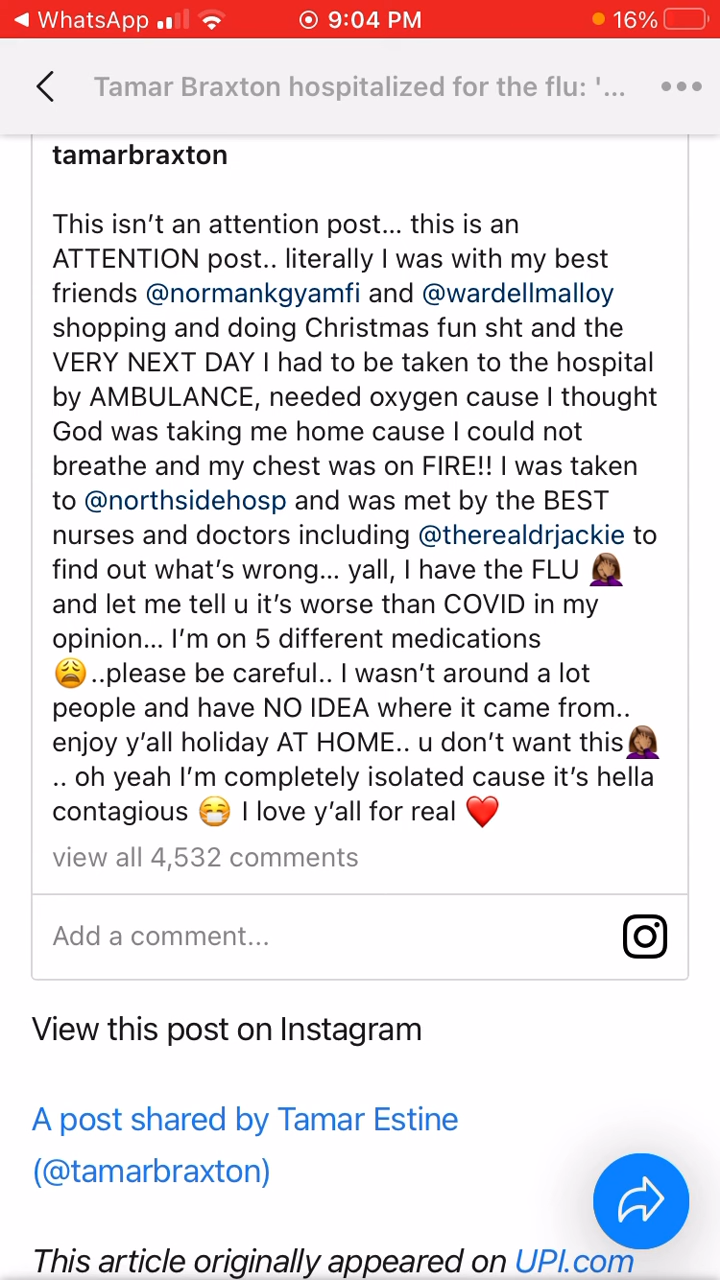 WhatsApp 9:04 PM 16%
Tamar Braxton hospitalized for the flu: '...
tamarbraxton
This isn’t an attention post... this is an
ATTENTION post.. literally I was with my best
friends @normankgyamfi and @wardellmalloy
shopping and doing Christmas fun sht and the
VERY NEXT DAY I had to be taken to the hospital
by AMBULANCE, needed oxygen cause I thought
God was taking me home cause I could not
breathe and my chest was on FIRE!! I was taken
to @northsidehosp and was met by the BEST
nurses and doctors including @therealdrjackie to
find out what’s wrong... yall, I have the FLU 🤦🏾‍♀️
and let me tell u it’s worse than COVID in my
opinion... I’m on 5 different medications
😩..please be careful.. I wasn’t around a lot
people and have NO IDEA where it came from..
enjoy y’all holiday AT HOME.. u don’t want this🤦🏾‍♀️
.. oh yeah I’m completely isolated cause it’s hella
contagious 😷 I love y’all for real ❤️
view all 4,532 comments
Add a comment...
View this post on Instagram
A post shared by Tamar Estine
(@tamarbraxton)
This article originally appeared on UPI.com